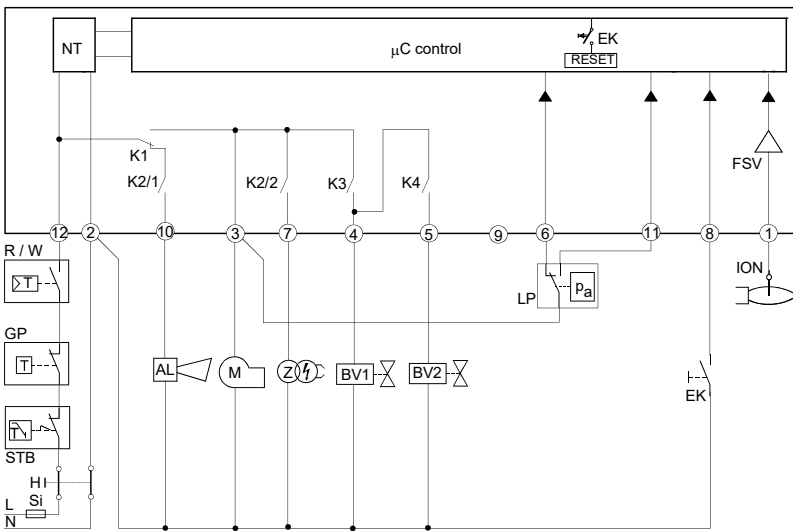 NT
µC control
EK
RESET
K1
K2/1
K2/2
K3
K4
FSV
12
2
10
3
7
4
5
9
6
11
8
1
R / W
T
LP
pa
ION
GP
T
AL
M
Z
BV1
BV2
EK
T
STB
H
L
Si
N